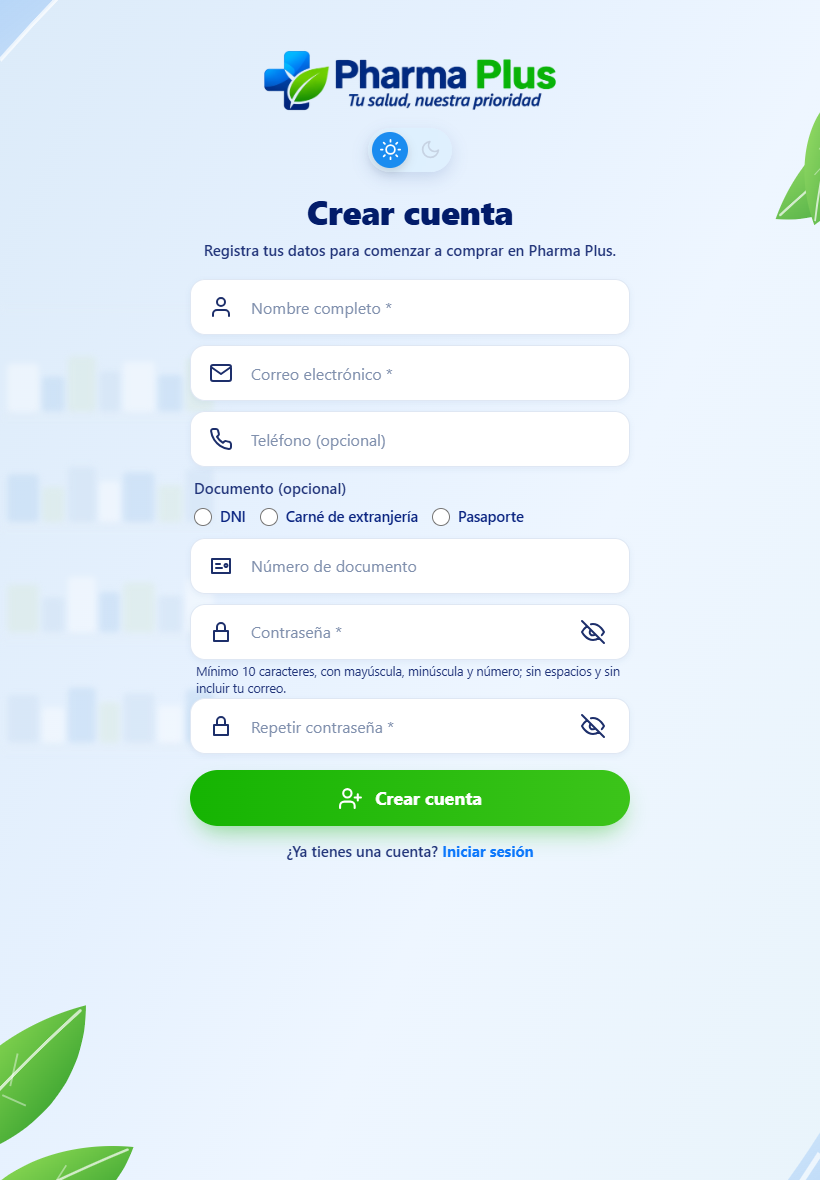 Pharma Plus
Tu salud, nuestra prioridad
Crear cuenta
Registra tus datos para comenzar a comprar en Pharma Plus.
Nombre completo *
Correo electrónico *
Teléfono (opcional)
Documento (opcional)
DNI Carné de extranjería Pasaporte
Número de documento
Contraseña *
Mínimo 10 caracteres, con mayúscula, minúscula y número; sin espacios y sin
incluir tu correo.
Repetir contraseña *
Crear cuenta
¿Ya tienes una cuenta? Iniciar sesión